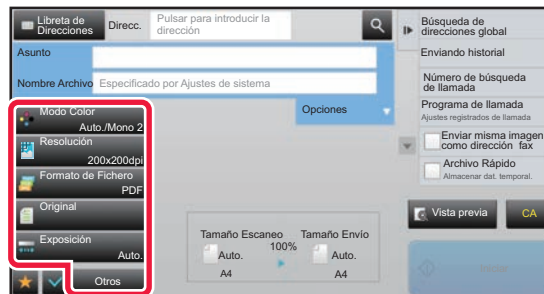 Libreta de
Direcciones
Direcc.
Pulsar para introducir la
dirección
Asunto
Nombre Archivo
Especificado por Ajustes de sistema
Opciones
Modo Color
Auto./Mono 2
Resolución
200x200dpi
Formato de Fichero
PDF
Original
Exposición
Auto.
Otros
Tamaño Escaneo
Tamaño Envío
100%
Auto.
Auto.
A4
A4
Búsqueda de
direcciones global
Enviando historial
Número de búsqueda
de llamada
Programa de llamada
Ajustes registrados de llamada
Enviar misma imagen
como dirección fax
Archivo Rápido
Almacenar dat. temporal.
Vista previa
CA